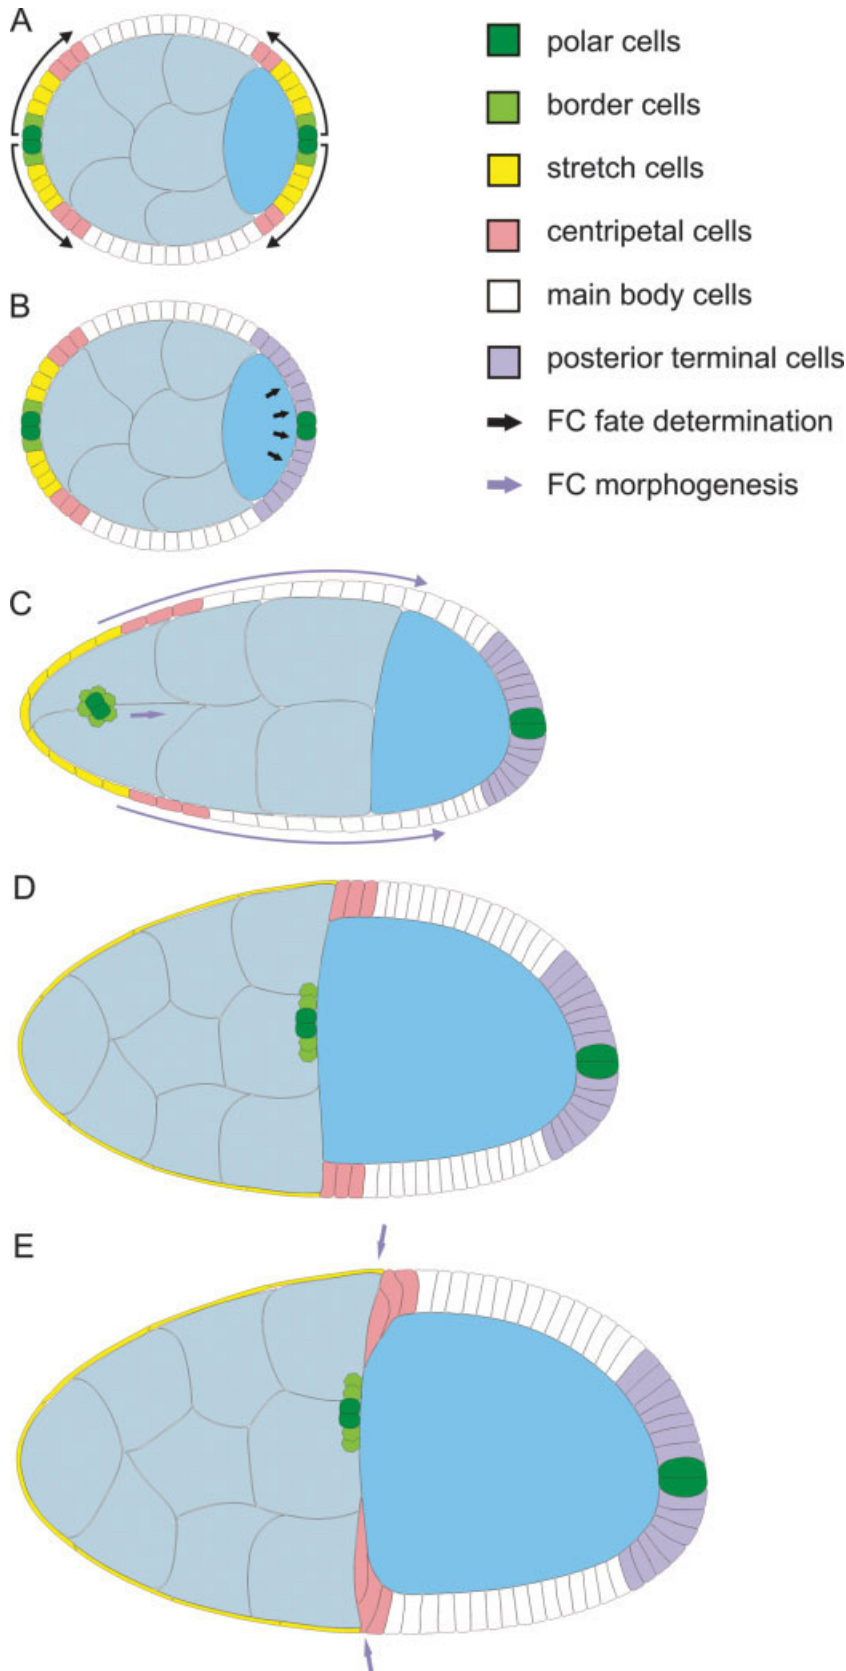 A
polar cells
border cells
stretch cells
centripetal cells
main body cells
B
posterior terminal cells
FC fate determination
FC morphogenesis
C
D
E